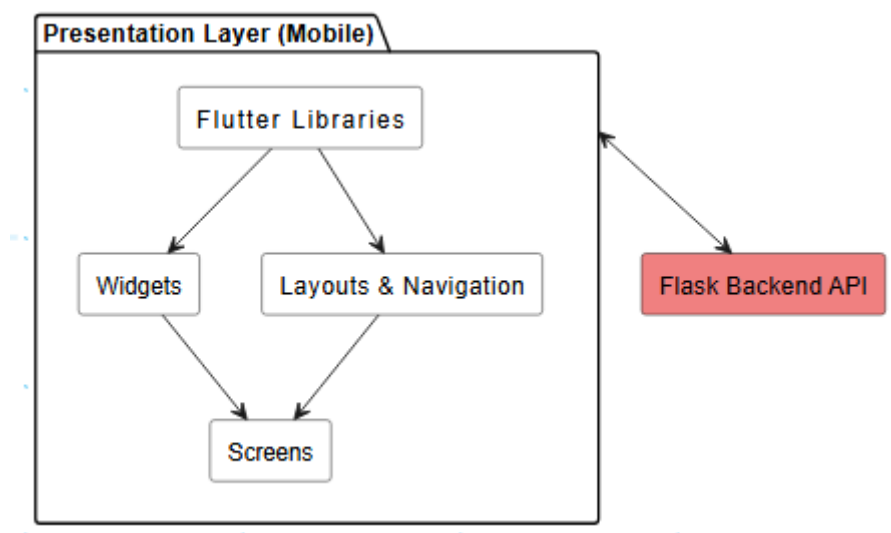 Presentation Layer (Mobile)
Flutter Libraries
Widgets
Layouts & Navigation
Flask Backend API
Screens